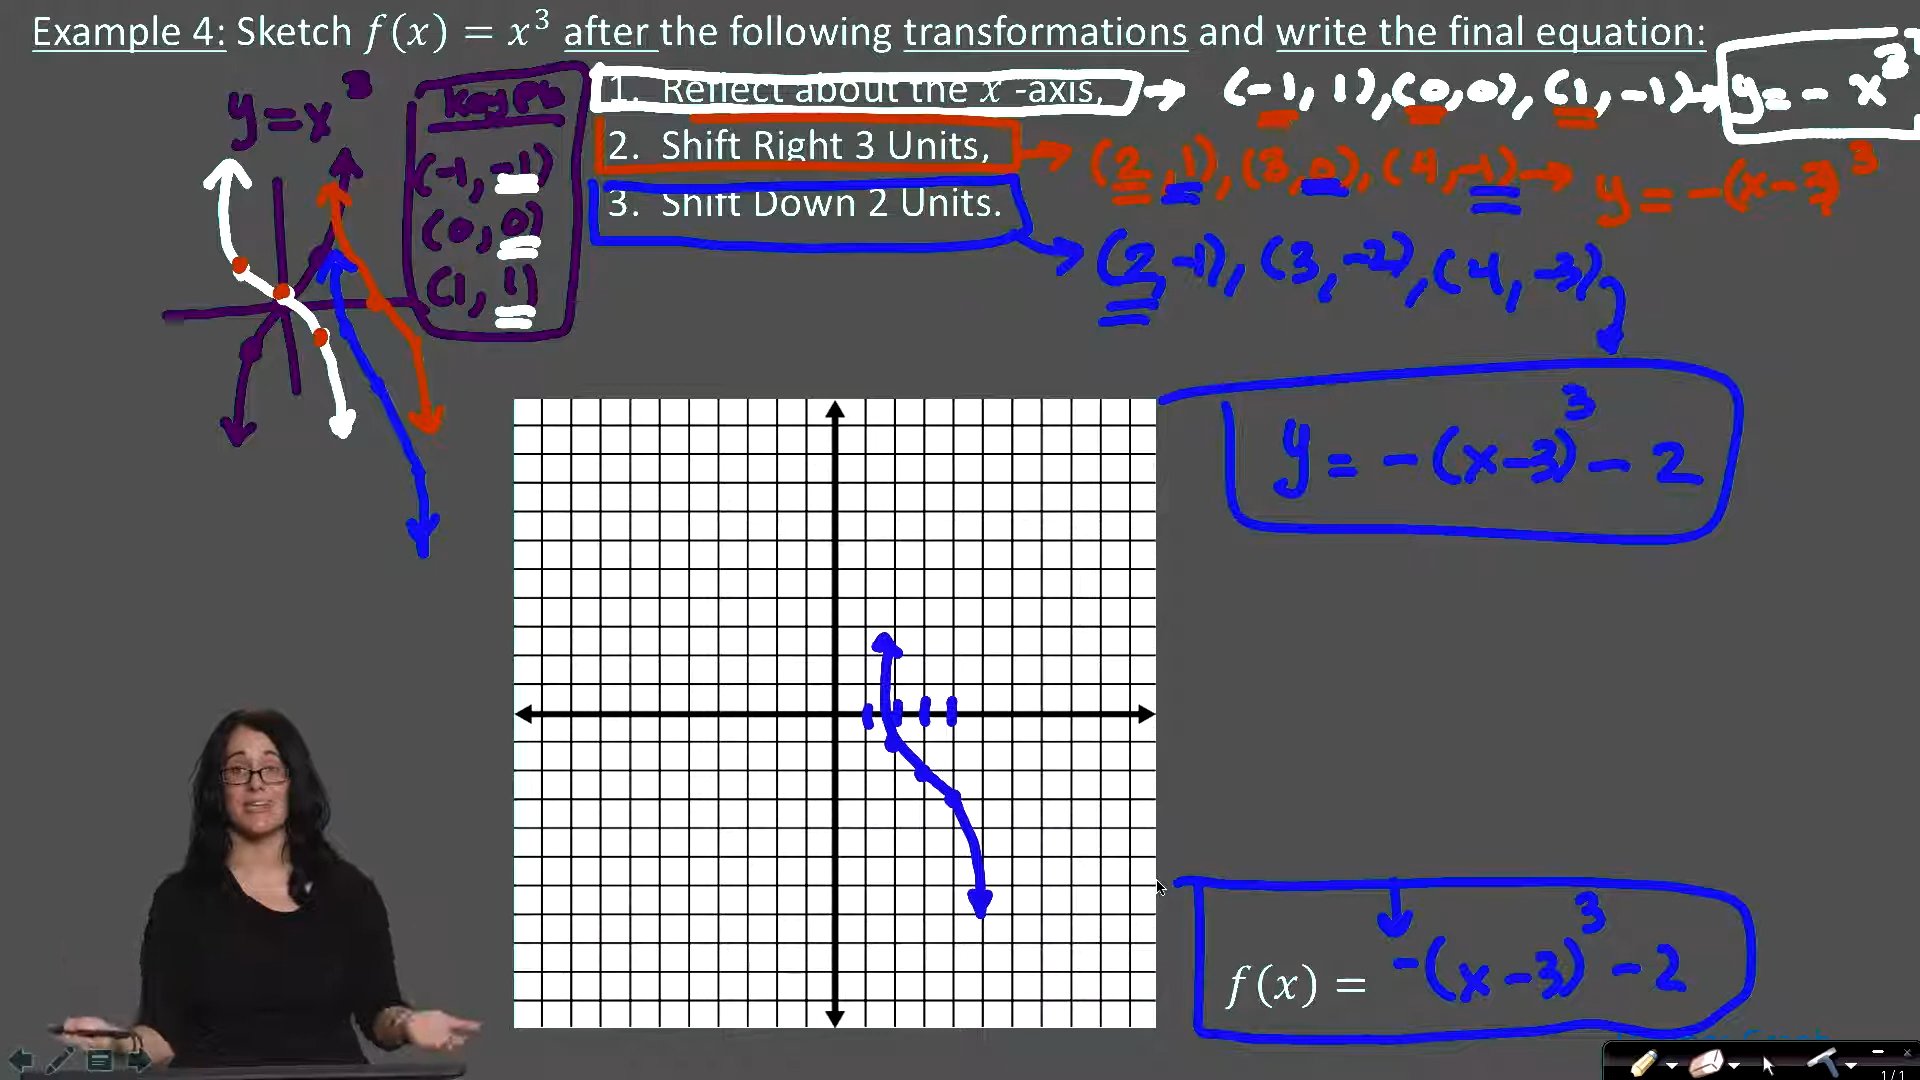 Example 4: Sketch f(x) = x³ after the following transformations and write the final equation:
y = x³
Key Pts
(-1, -1)
(0, 0)
(1, 1)
1. Reflect about the x -axis, → (-1, 1), (0, 0), (1, -1) → y = - x³
2. Shift Right 3 Units, → (2, 1), (3, 0), (4, -1) → y = -(x-3)³
3. Shift Down 2 Units.
→ (2, -1), (3, -2), (4, -3)
y = -(x-3)³ - 2
f(x) = -(x-3)³ - 2
1/1